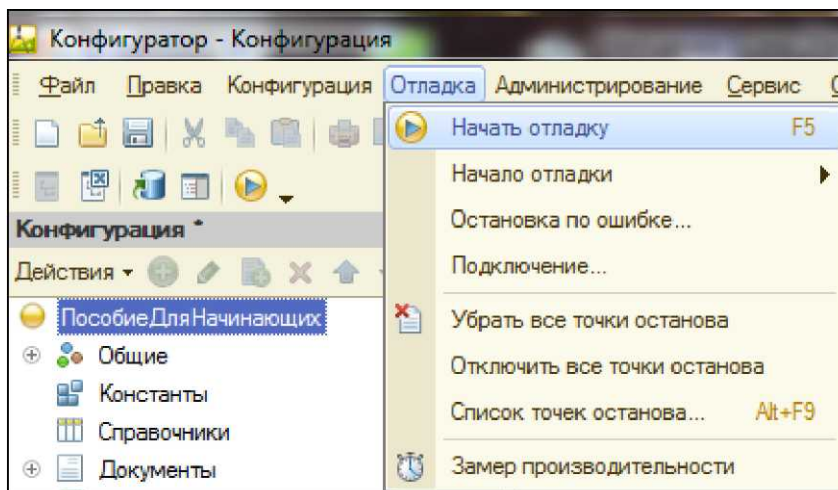 Конфигуратор - Конфигурация
Файл Правка Конфигурация Отладка Администрирование Сервис
Начать отладку F5
Начало отладки
Остановка по ошибке...
Конфигурация *
Действия
Подключение...
ПособиеДляНачинающих
Убрать все точки останова
Общие
Отключить все точки останова
Константы
Список точек останова... Alt+F9
Справочники
Документы
Замер производительности